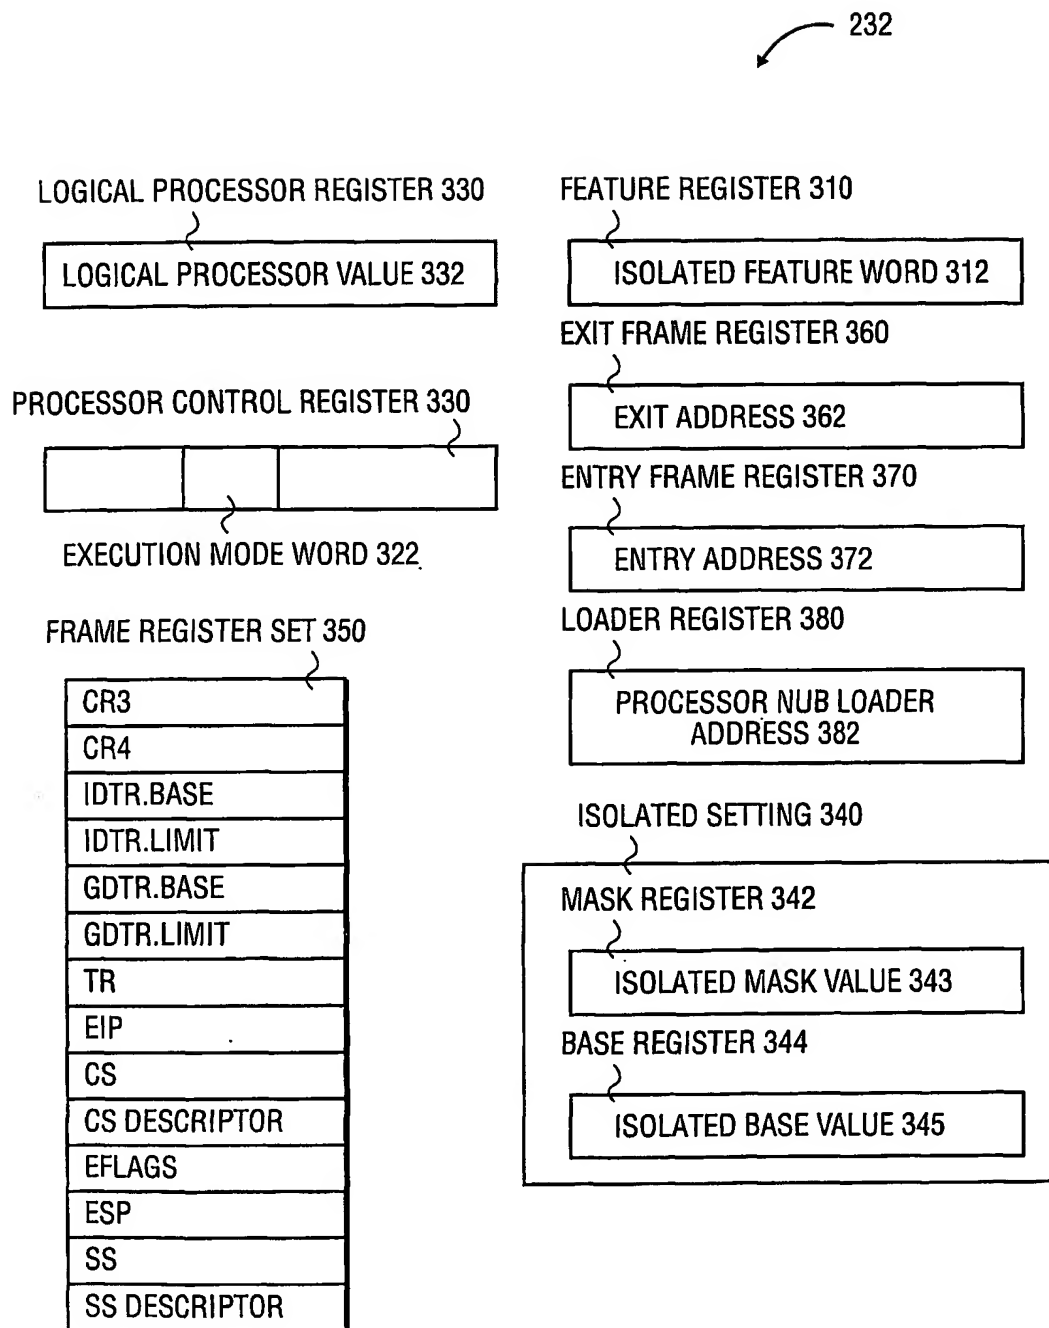 232
LOGICAL PROCESSOR REGISTER 330
LOGICAL PROCESSOR VALUE 332
PROCESSOR CONTROL REGISTER 330
EXECUTION MODE WORD 322
FRAME REGISTER SET 350
CR3
CR4
IDTR.BASE
IDTR.LIMIT
GDTR.BASE
GDTR.LIMIT
TR
EIP
CS
CS DESCRIPTOR
EFLAGS
ESP
SS
SS DESCRIPTOR
FEATURE REGISTER 310
ISOLATED FEATURE WORD 312
EXIT FRAME REGISTER 360
EXIT ADDRESS 362
ENTRY FRAME REGISTER 370
ENTRY ADDRESS 372
LOADER REGISTER 380
PROCESSOR NUB LOADER
ADDRESS 382
ISOLATED SETTING 340
MASK REGISTER 342
ISOLATED MASK VALUE 343
BASE REGISTER 344
ISOLATED BASE VALUE 345